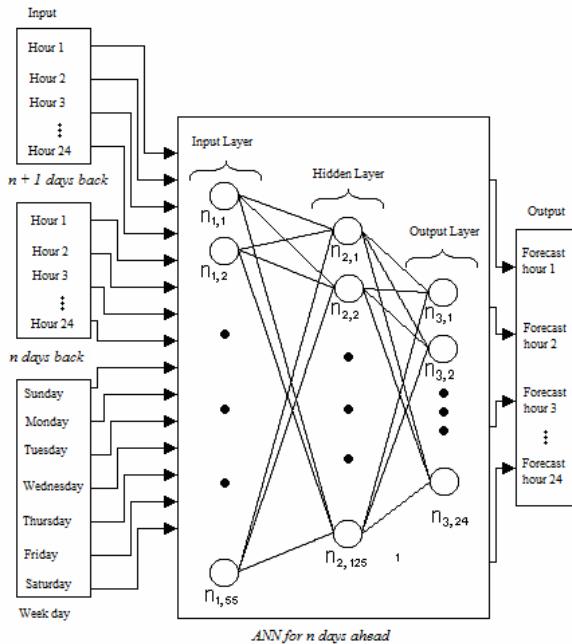 Input
Hour 1
Hour 2
Hour 3
Hour 24
n + 1 days back
Hour 1
Hour 2
Hour 3
Hour 24
n days back
Sunday
Monday
Tuesday
Wednesday
Thursday
Friday
Saturday
Week day
Input Layer
n1,1
n1,2
n1,55
Hidden Layer
n2,1
n2,2
n2,125
1
Output Layer
n3,1
n3,2
n3,24
ANN for n days ahead
Output
Forecast
hour 1
Forecast
hour 2
Forecast
hour 3
Forecast
hour 24